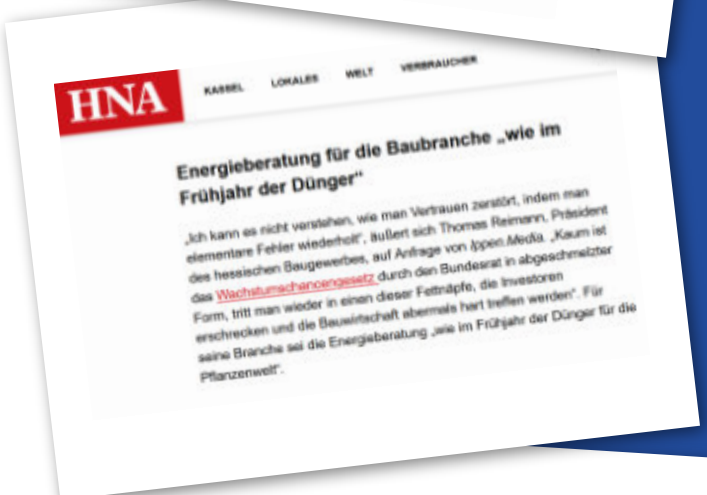 HNA KASSEL LOKALES WELT VERBRAUCHER
Energieberatung für die Baubranche „wie im
Frühjahr der Dünger“
„Ich kann es nicht verstehen, wie man Vertrauen zerstört, indem man
elementare Fehler wiederholt“, äußert sich Thomas Reimann, Präsident
des hessischen Baugewerbes, auf Anfrage von Ippen.Media. „Kaum ist
das Wachstumschancengesetz durch den Bundesrat in abgeschmelzter
Form, tritt man wieder in einen dieser Fettnäpfe, die Investoren
erschrecken und die Bauwirtschaft abermals hart treffen werden“. Für
seine Branche sei die Energieberatung „wie im Frühjahr der Dünger für die
Pflanzenwelt“.